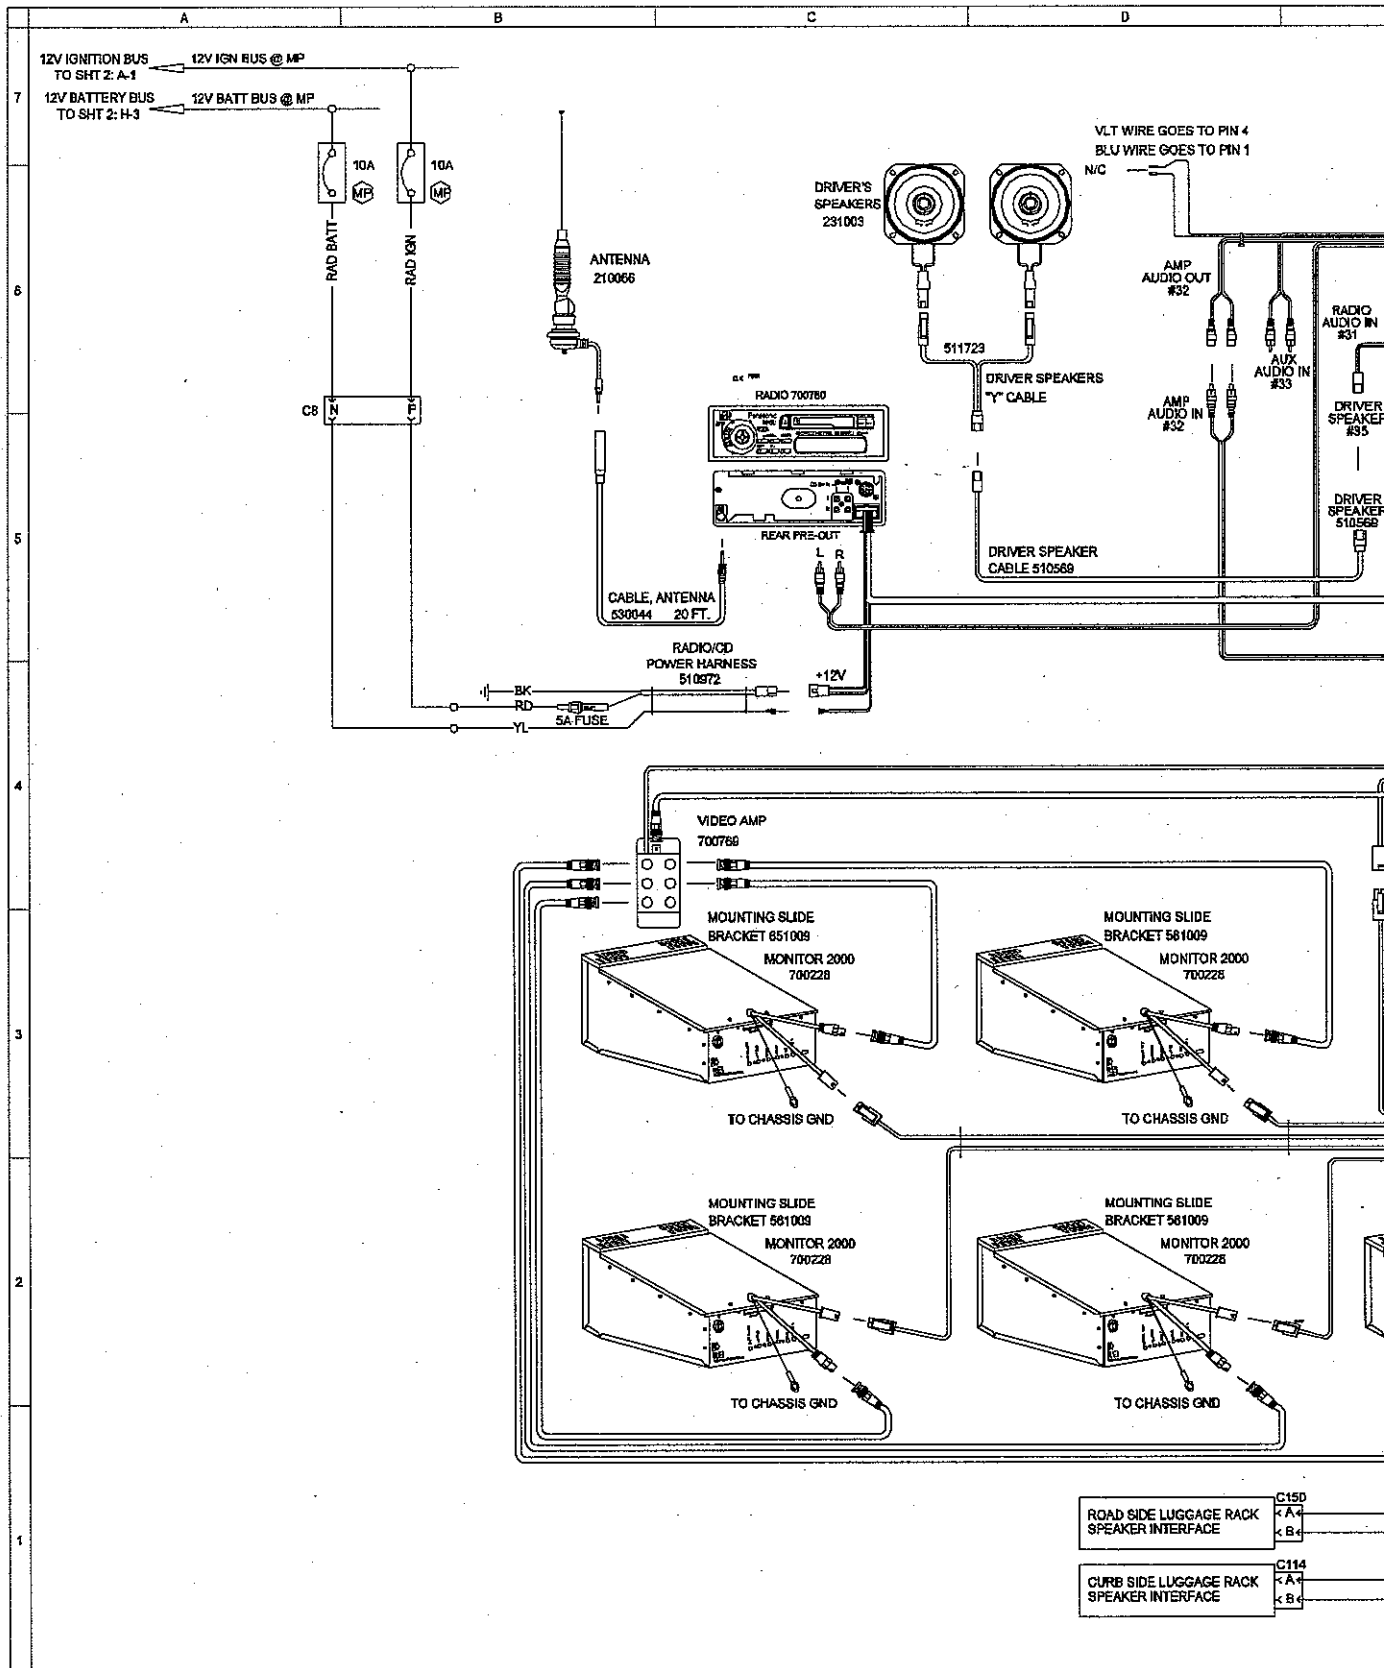 A B C D
12V IGNITION BUS
TO SHT 2: A-1
12V IGN BUS @ MP
7
12V BATTERY BUS
TO SHT 2: H-3
12V BATT BUS @ MP
10A
MP
10A
MP
RAD BATT
RAD IGN
VLT WIRE GOES TO PIN 4
BLU WIRE GOES TO PIN 1
N/C
DRIVER'S
SPEAKERS
231003
6
ANTENNA
210066
AMP
AUDIO OUT
#32
RADIO
AUDIO IN
#31
AUX
AUDIO IN
#33
511723
DRIVER SPEAKERS
"Y" CABLE
RADIO 700780
Panasonic
C8 N P
AMP
AUDIO IN
#32
DRIVER
SPEAKER
#35
5
REAR PRE-OUT
L R
DRIVER
SPEAKER
510569
DRIVER SPEAKER
CABLE 510569
CABLE, ANTENNA
530044 20 FT.
RADIO/CD
POWER HARNESS
510972
+12V
BK
RD
5A FUSE
YL
4
VIDEO AMP
700769
MOUNTING SLIDE
BRACKET 651009
MONITOR 2000
700228
MOUNTING SLIDE
BRACKET 561009
MONITOR 2000
700228
3
TO CHASSIS GND
TO CHASSIS GND
MOUNTING SLIDE
BRACKET 561009
MONITOR 2000
700228
MOUNTING SLIDE
BRACKET 561009
MONITOR 2000
700228
2
TO CHASSIS GND
TO CHASSIS GND
1
C15D
ROAD SIDE LUGGAGE RACK
SPEAKER INTERFACE
A
B
C114
CURB SIDE LUGGAGE RACK
SPEAKER INTERFACE
A
B